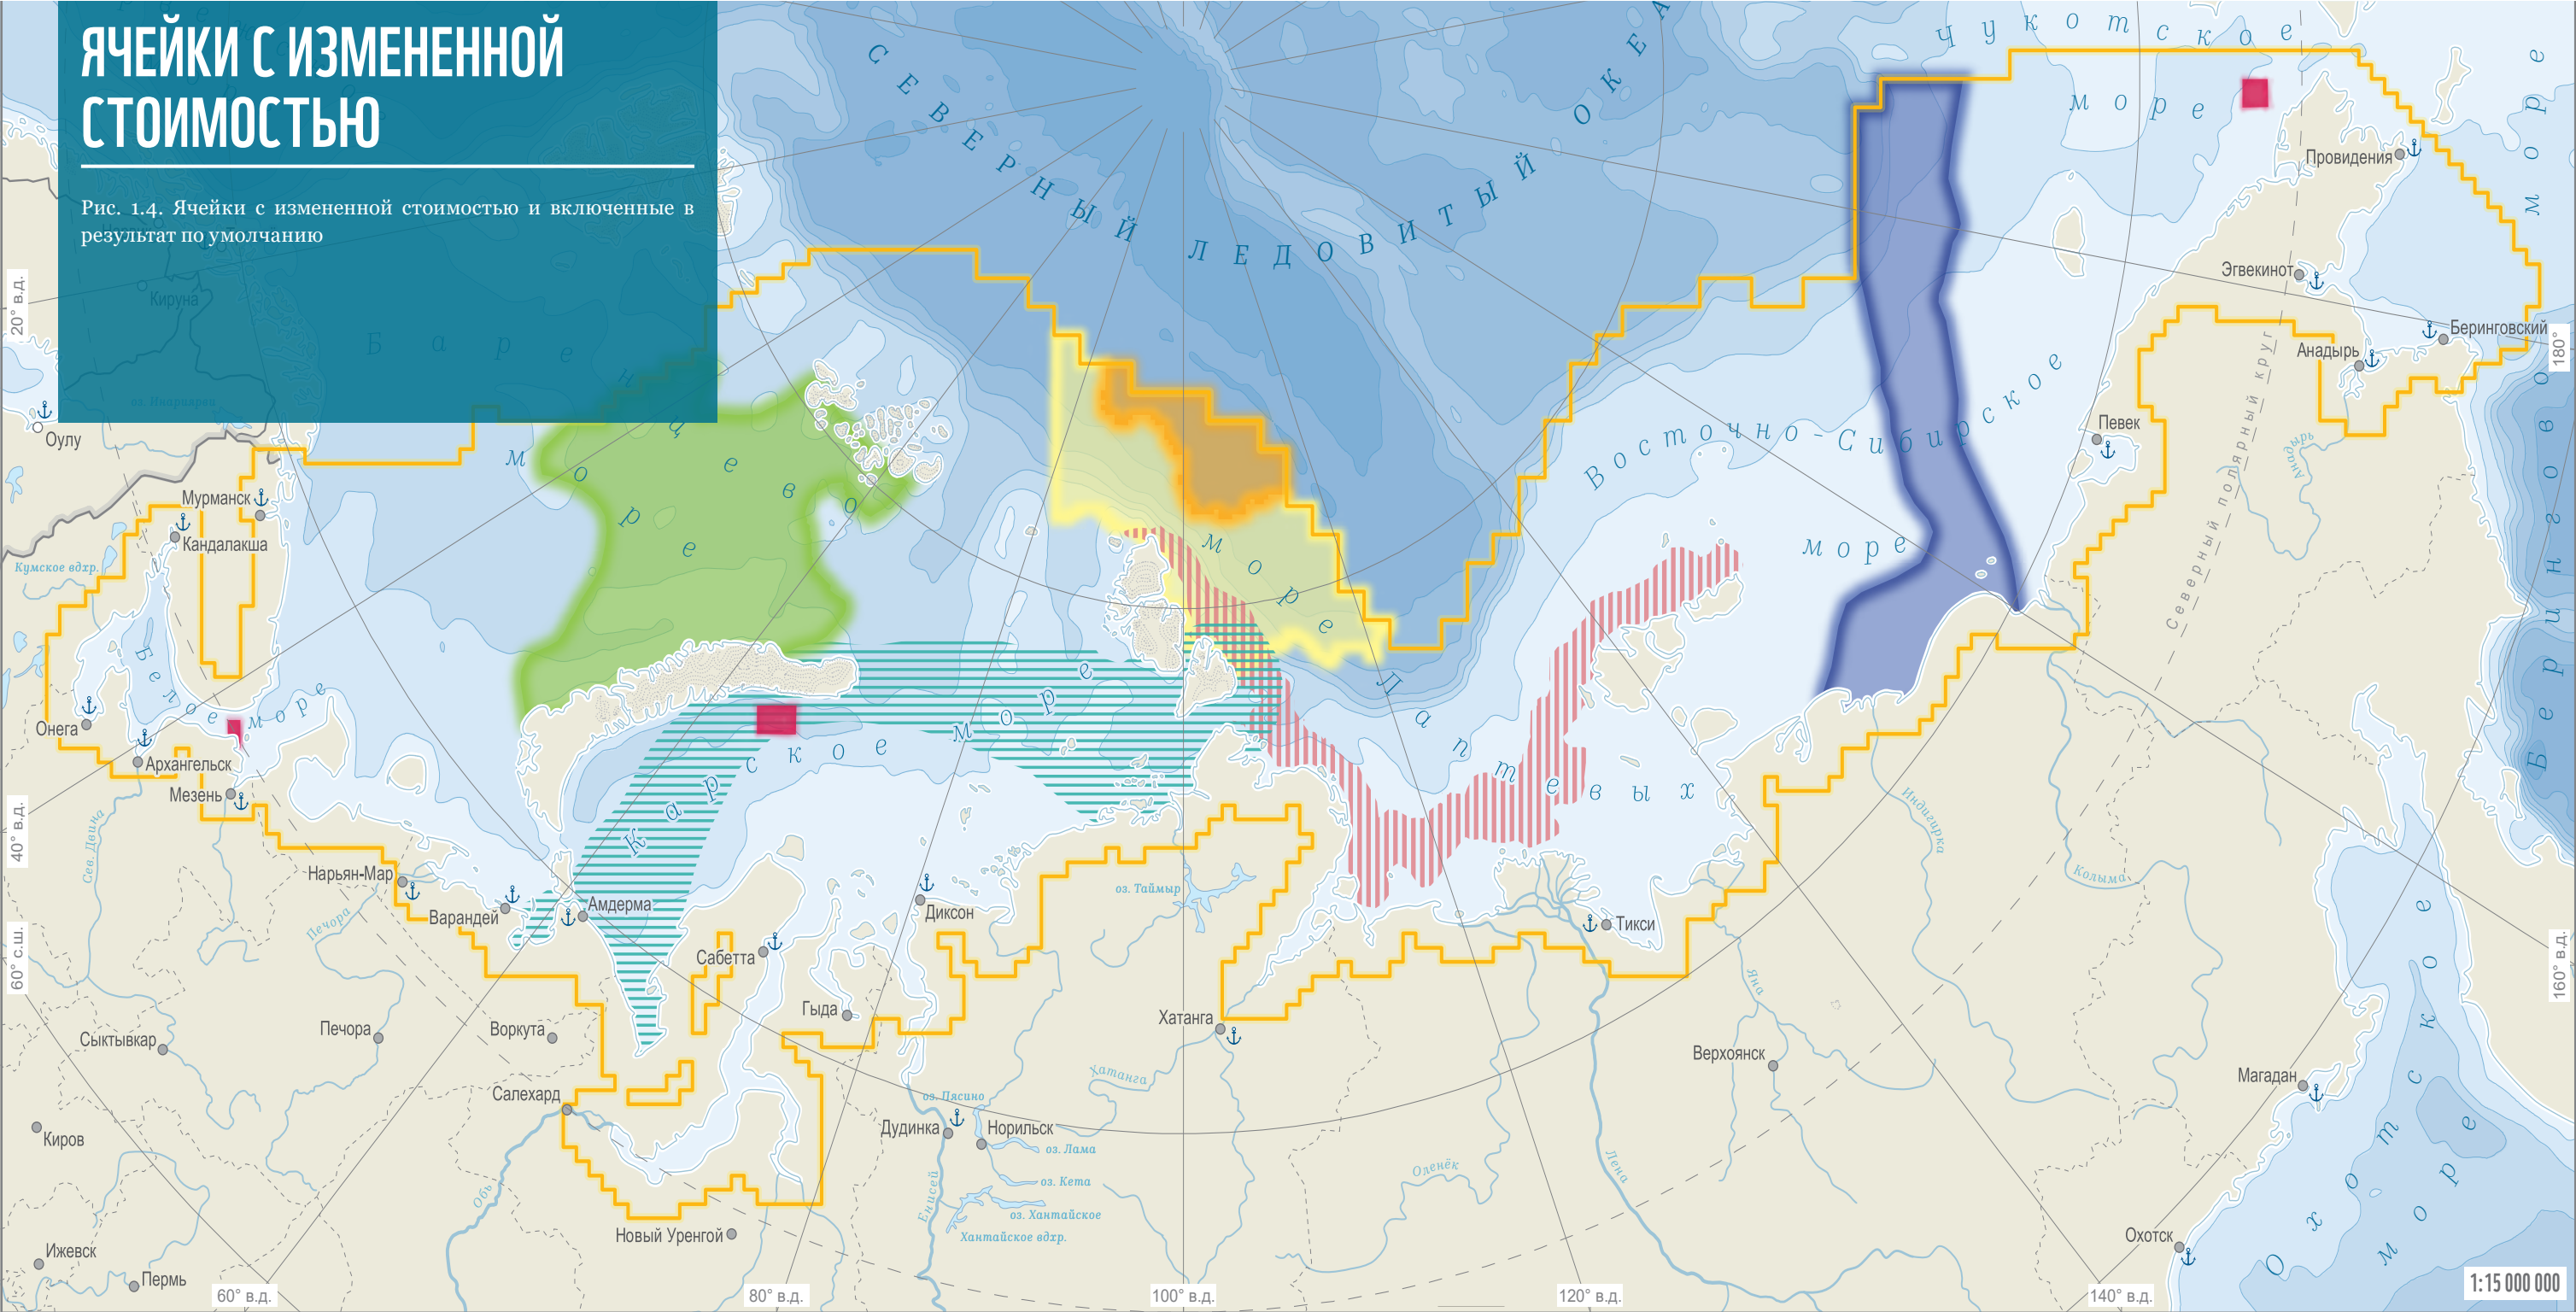 ЯЧЕЙКИ С ИЗМЕНЕННОЙ
СТОИМОСТЬЮ
Рис. 1.4. Ячейки с измененной стоимостью и включенные в
результат по умолчанию
СЕВЕРНЫЙ ЛЕДОВИТЫЙ ОКЕА
Чукотское
море
Берингово
море
Баренцево
море
Белое море
Карское море
море
Лаптевых
Восточно-Сибирское
море
Охотское
море
Кируна
оз. Инариярви
Оулу
Мурманск
Кандалакша
Кумское вдхр.
Онега
Архангельск
Мезень
Сев. Двина
Нарьян-Мар
Варандей
Амдерма
Печора
Печора
Сыктывкар
Воркута
Салехард
Киров
Ижевск
Пермь
Обь
Новый Уренгой
Сабетта
Гыда
Диксон
Дудинка
Норильск
оз. Пясино
оз. Лама
оз. Кета
оз. Хантайское
Хантайское вдхр.
Енисей
оз. Таймыр
Хатанга
Хатанга
Оленёк
Лена
Тикси
Яна
Верхоянск
Индигирка
Колыма
Певек
Северный полярный круг
Анадырь
Анадырь
Беринговский
Эгвекинот
Провидения
Магадан
Охотск
20° в.д.
40° в.д.
60° с.ш.
60° в.д.
80° в.д.
100° в.д.
120° в.д.
140° в.д.
160° в.д.
180°
1:15 000 000